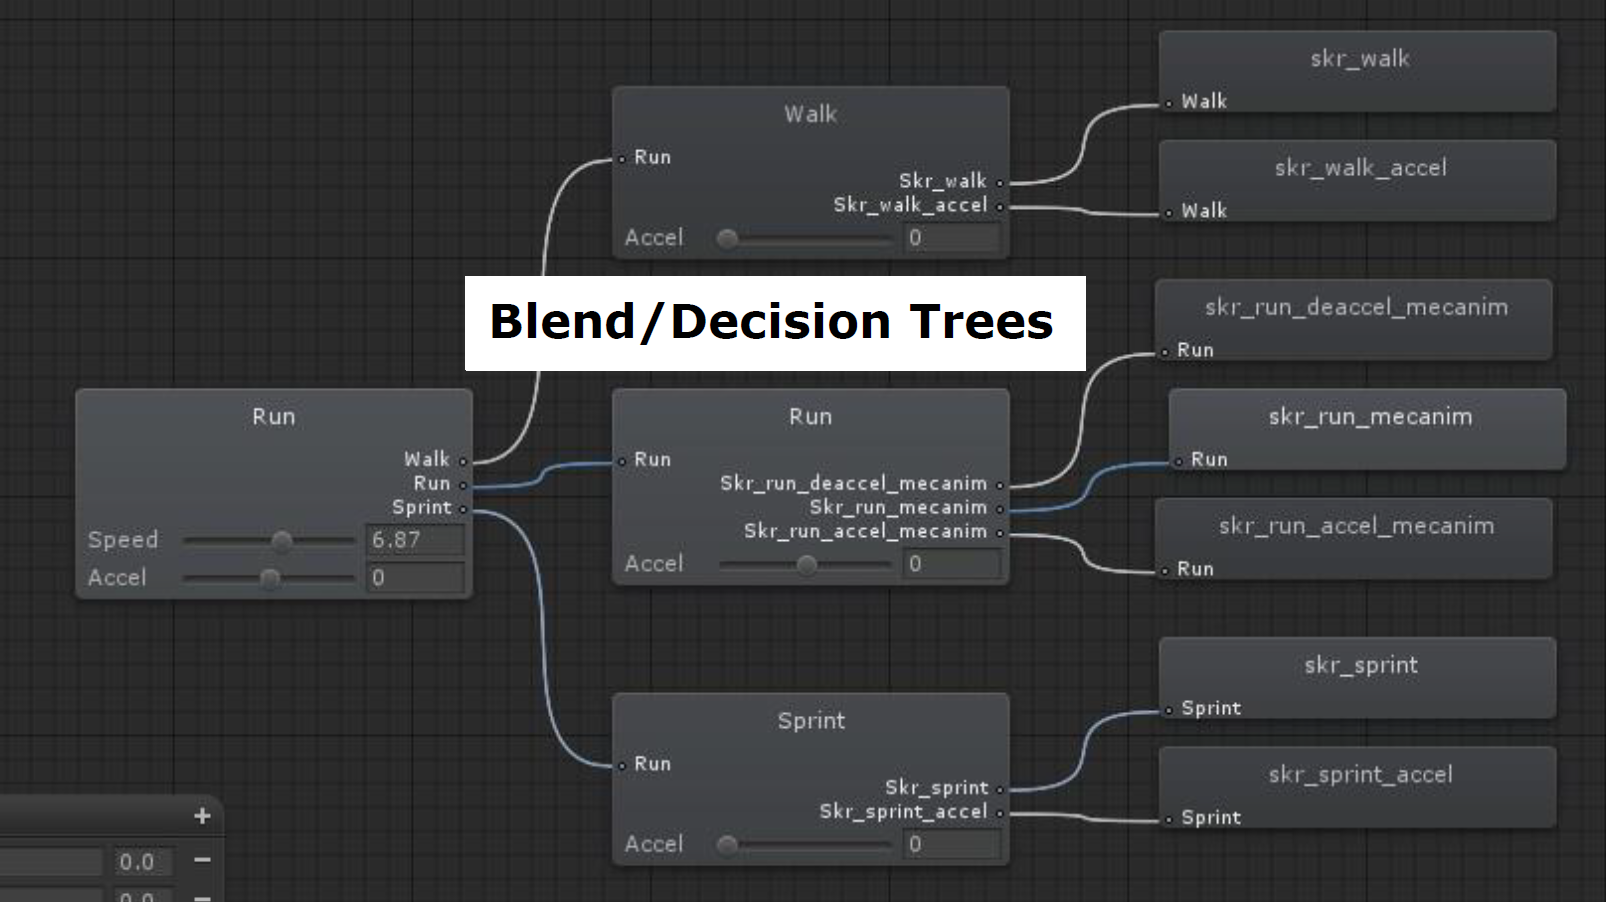 Blend/Decision Trees
Run
Walk
Run
Sprint
Speed 6.87
Accel 0
Walk
Run
Skr_walk
Skr_walk_accel
Accel 0
Run
Run
Skr_run_deaccel_mecanim
Skr_run_mecanim
Skr_run_accel_mecanim
Accel 0
Sprint
Run
Skr_sprint
Skr_sprint_accel
Accel 0
skr_walk
Walk
skr_walk_accel
Walk
skr_run_deaccel_mecanim
Run
skr_run_mecanim
Run
skr_run_accel_mecanim
Run
skr_sprint
Sprint
skr_sprint_accel
Sprint
+
0.0 −
0.0 −